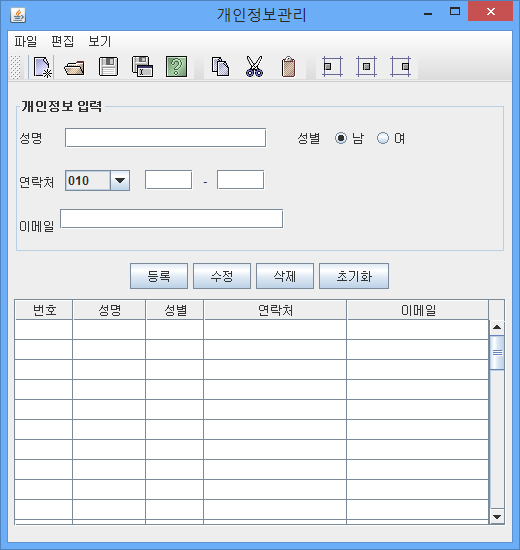 개인정보관리
파일 편집 보기
?
개인정보 입력
성명 성별 남 여
연락처 010 -
이메일
등록 수정 삭제 초기화
번호 성명 성별 연락처 이메일